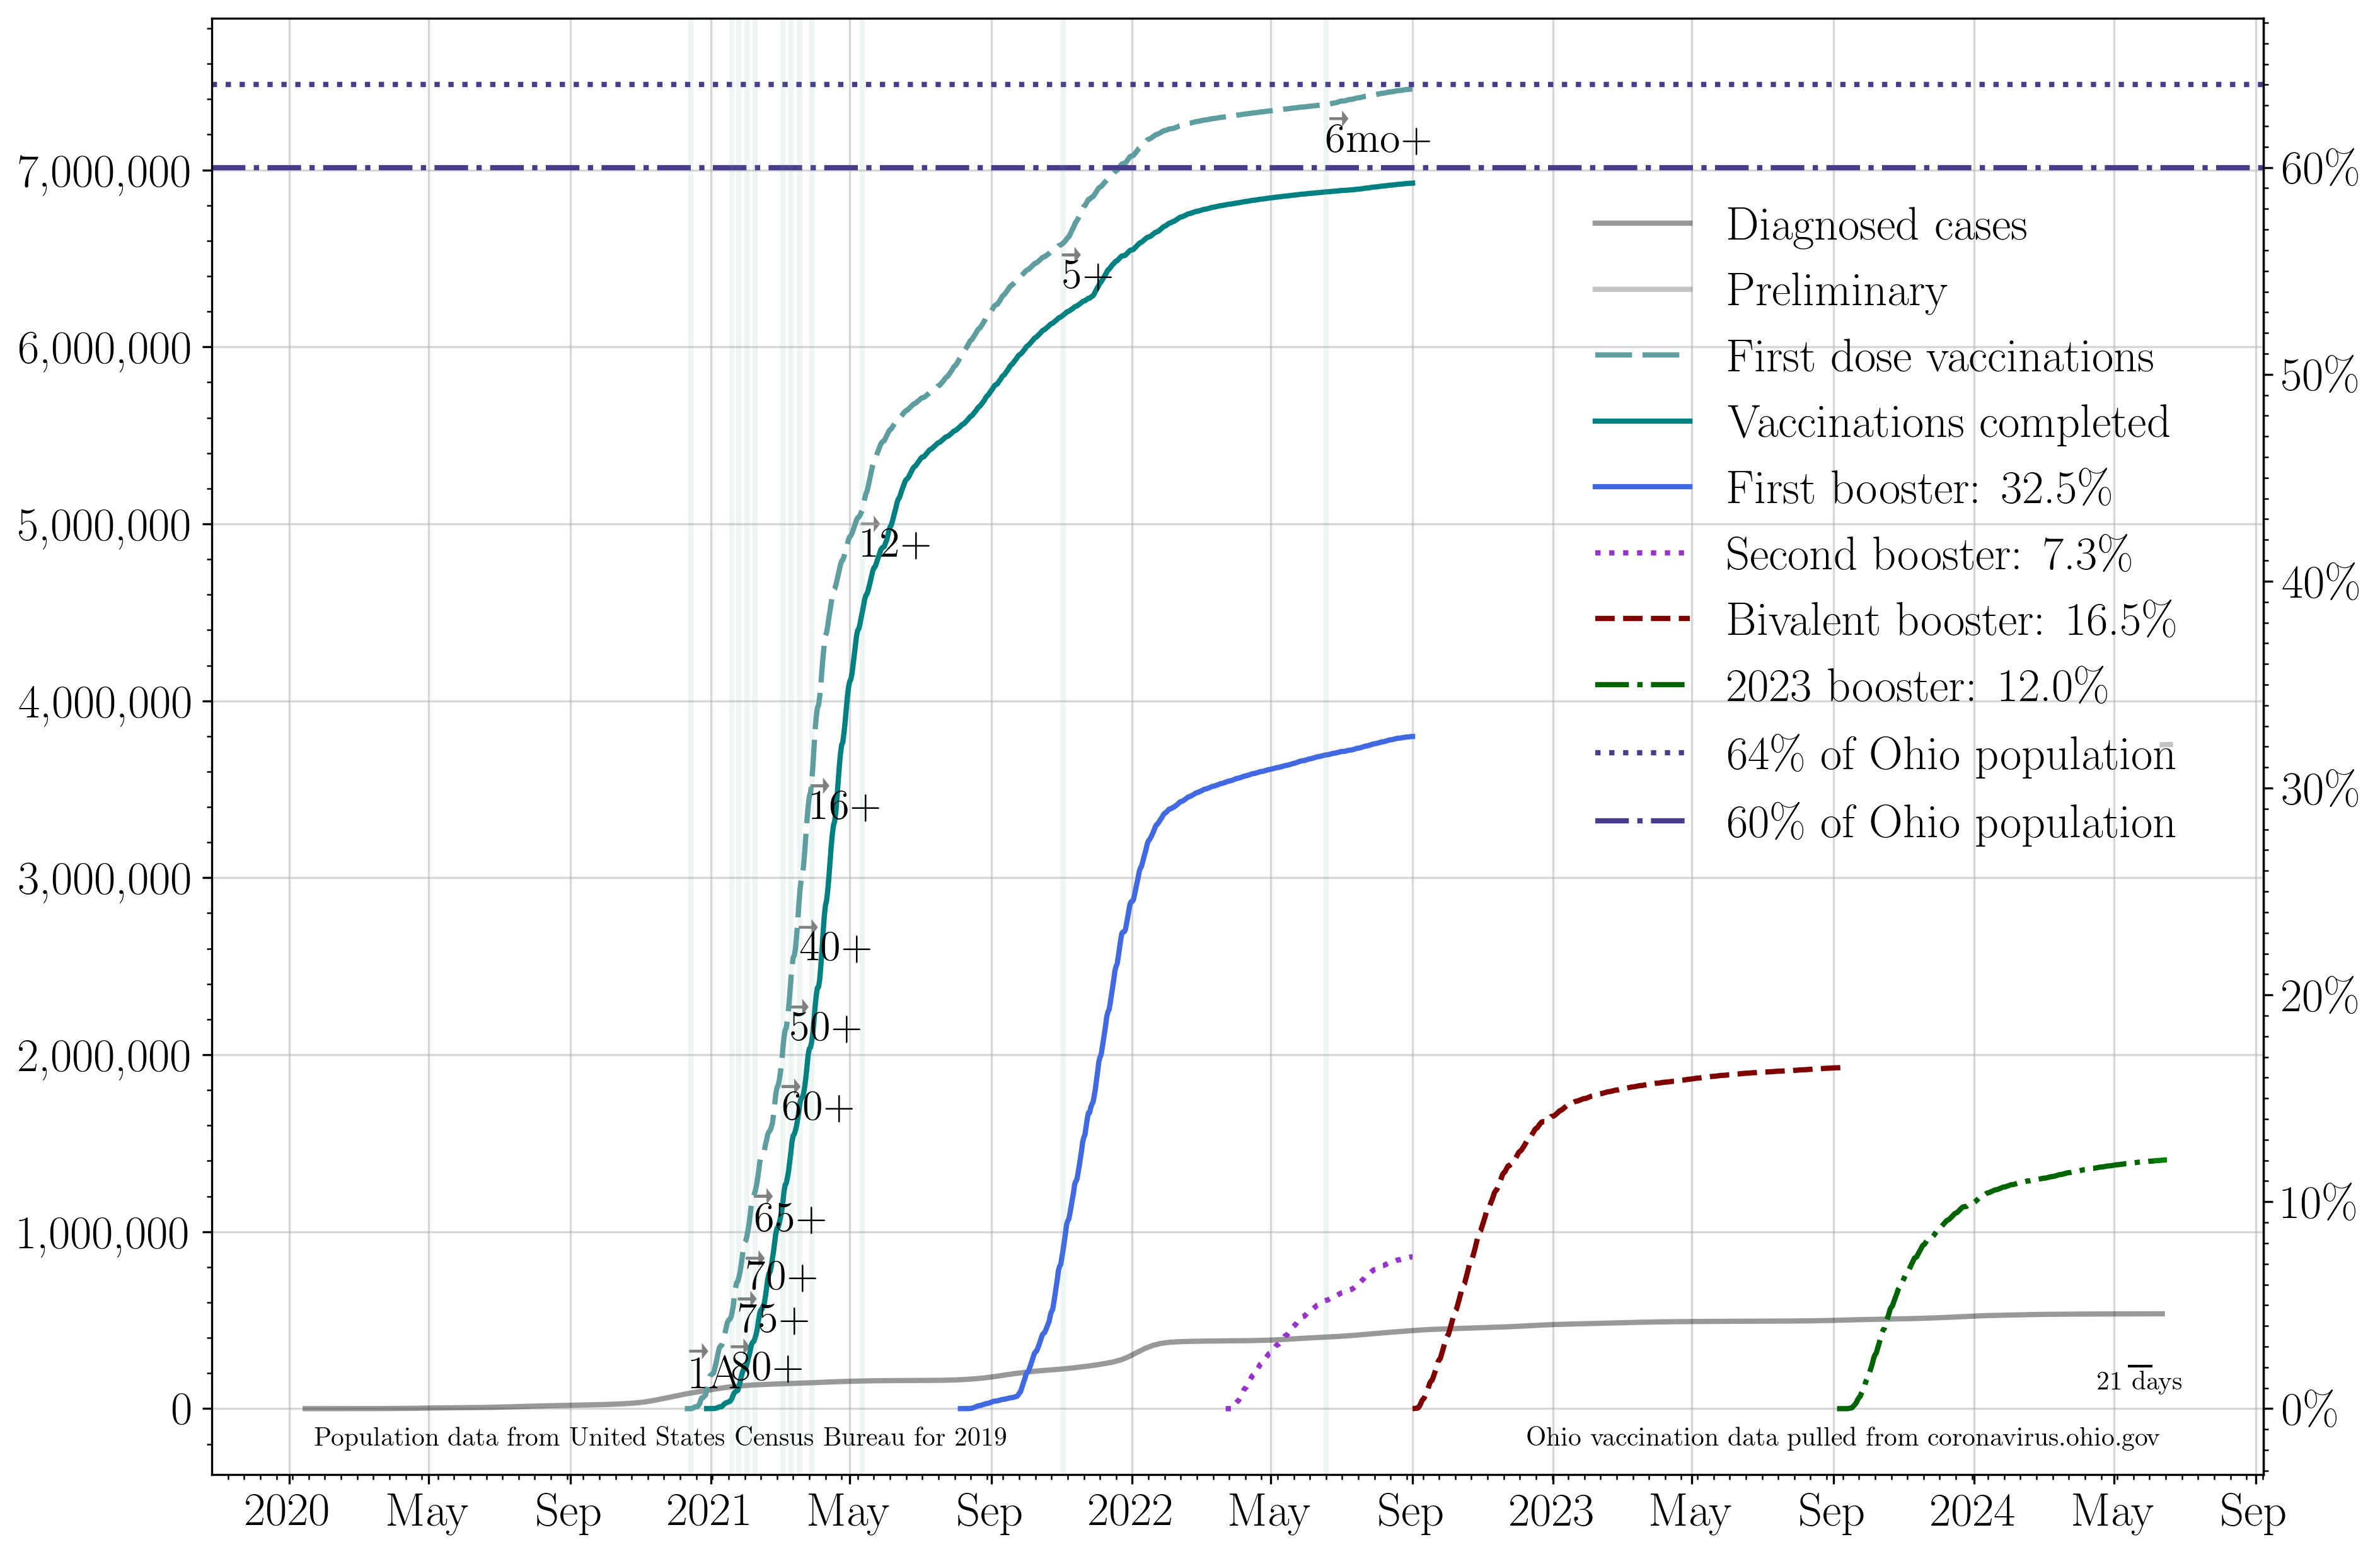 7,000,000
6,000,000
5,000,000
4,000,000
3,000,000
2,000,000
1,000,000
0
60%
50%
40%
30%
20%
10%
0%
6mo+
5+
12+
16+
40+
50+
60+
65+
70+
75+
80+
1A
Diagnosed cases
Preliminary
First dose vaccinations
Vaccinations completed
First booster: 32.5%
Second booster: 7.3%
Bivalent booster: 16.5%
2023 booster: 12.0%
64% of Ohio population
60% of Ohio population
21 days
Population data from United States Census Bureau for 2019
Ohio vaccination data pulled from coronavirus.ohio.gov
2020 May Sep 2021 May Sep 2022 May Sep 2023 May Sep 2024 May Sep